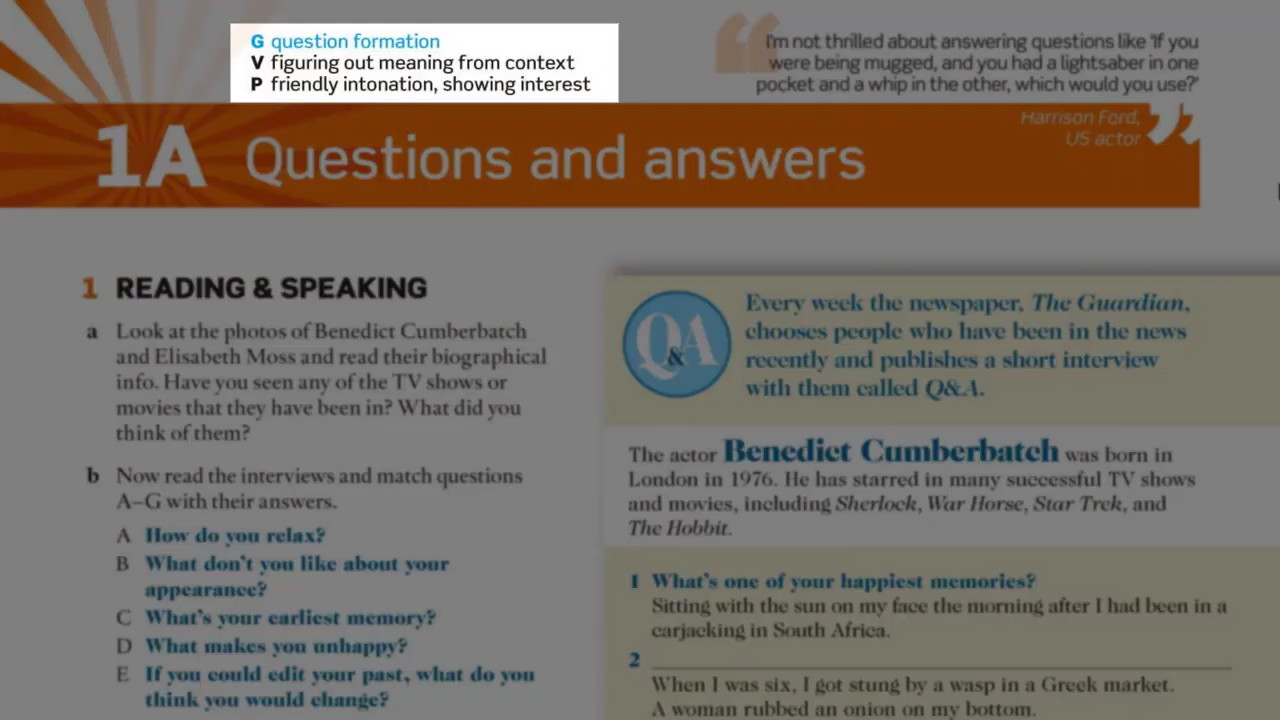 G question formation
V figuring out meaning from context
P friendly intonation, showing interest
I'm not thrilled about answering questions like 'If you
were being mugged, and you had a lightsaber in one
pocket and a whip in the other, which would you use?'
Harrison Ford,
US actor
1A Questions and answers
1 READING & SPEAKING
a Look at the photos of Benedict Cumberbatch
and Elisabeth Moss and read their biographical
info. Have you seen any of the TV shows or
movies that they have been in? What did you
think of them?
b Now read the interviews and match questions
A–G with their answers.
A How do you relax?
B What don't you like about your
appearance?
C What's your earliest memory?
D What makes you unhappy?
E If you could edit your past, what do you
think you would change?
Q&A
Every week the newspaper, The Guardian,
chooses people who have been in the news
recently and publishes a short interview
with them called Q&A.
The actor Benedict Cumberbatch was born in
London in 1976. He has starred in many successful TV shows
and movies, including Sherlock, War Horse, Star Trek, and
The Hobbit.
1 What's one of your happiest memories?
Sitting with the sun on my face the morning after I had been in a
carjacking in South Africa.
2
When I was six, I got stung by a wasp in a Greek market.
A woman rubbed an onion on my bottom.